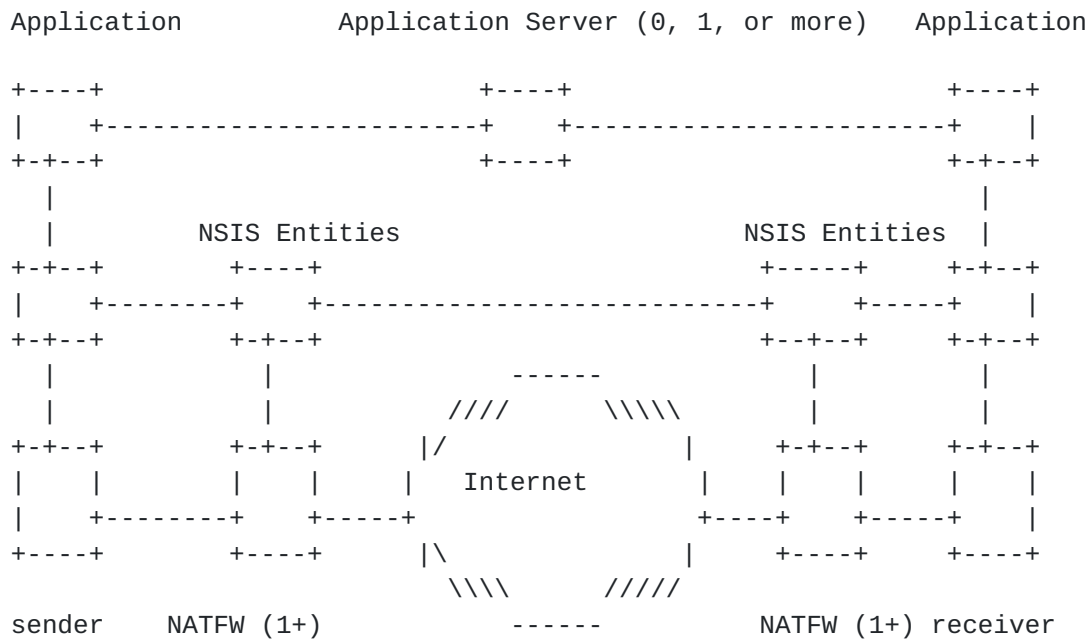 Application Application Server (0, 1, or more) Application
NSIS Entities NSIS Entities
Internet
sender NATFW (1+) NATFW (1+) receiver